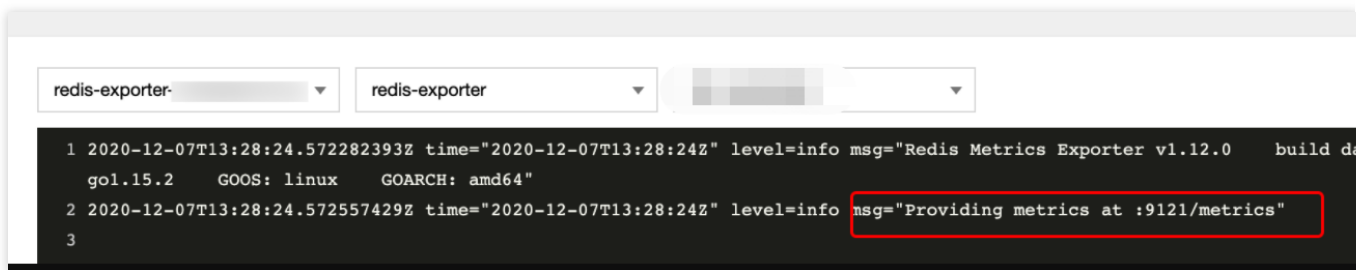 redis-exporter- redis-exporter
1 2020-12-07T13:28:24.572282393Z time="2020-12-07T13:28:24Z" level=info msg="Redis Metrics Exporter v1.12.0    build da
go1.15.2    GOOS: linux    GOARCH: amd64"
2 2020-12-07T13:28:24.572557429Z time="2020-12-07T13:28:24Z" level=info msg="Providing metrics at :9121/metrics"
3